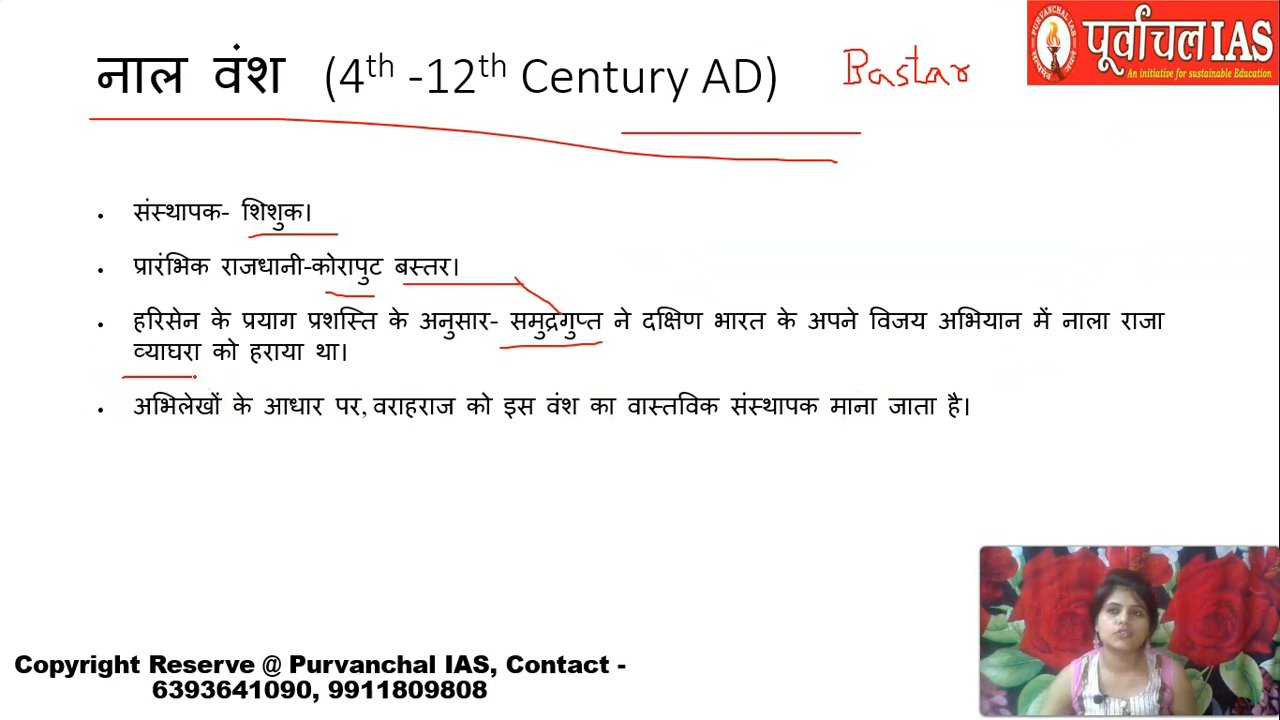 नाल वंश (4th -12th Century AD)
Bastar
PURVANCHAL IAS
पूर्वांचल IAS
An initiative for sustainable Education
• संस्थापक- शिशुक।
• प्रारंभिक राजधानी-कोरापुट बस्तर।
• हरिसेन के प्रयाग प्रशस्ति के अनुसार- समुद्रगुप्त ने दक्षिण भारत के अपने विजय अभियान में नाला राजा
व्याघरा को हराया था।
• अभिलेखों के आधार पर, वराहराज को इस वंश का वास्तविक संस्थापक माना जाता है।
Copyright Reserve @ Purvanchal IAS, Contact -
6393641090, 9911809808